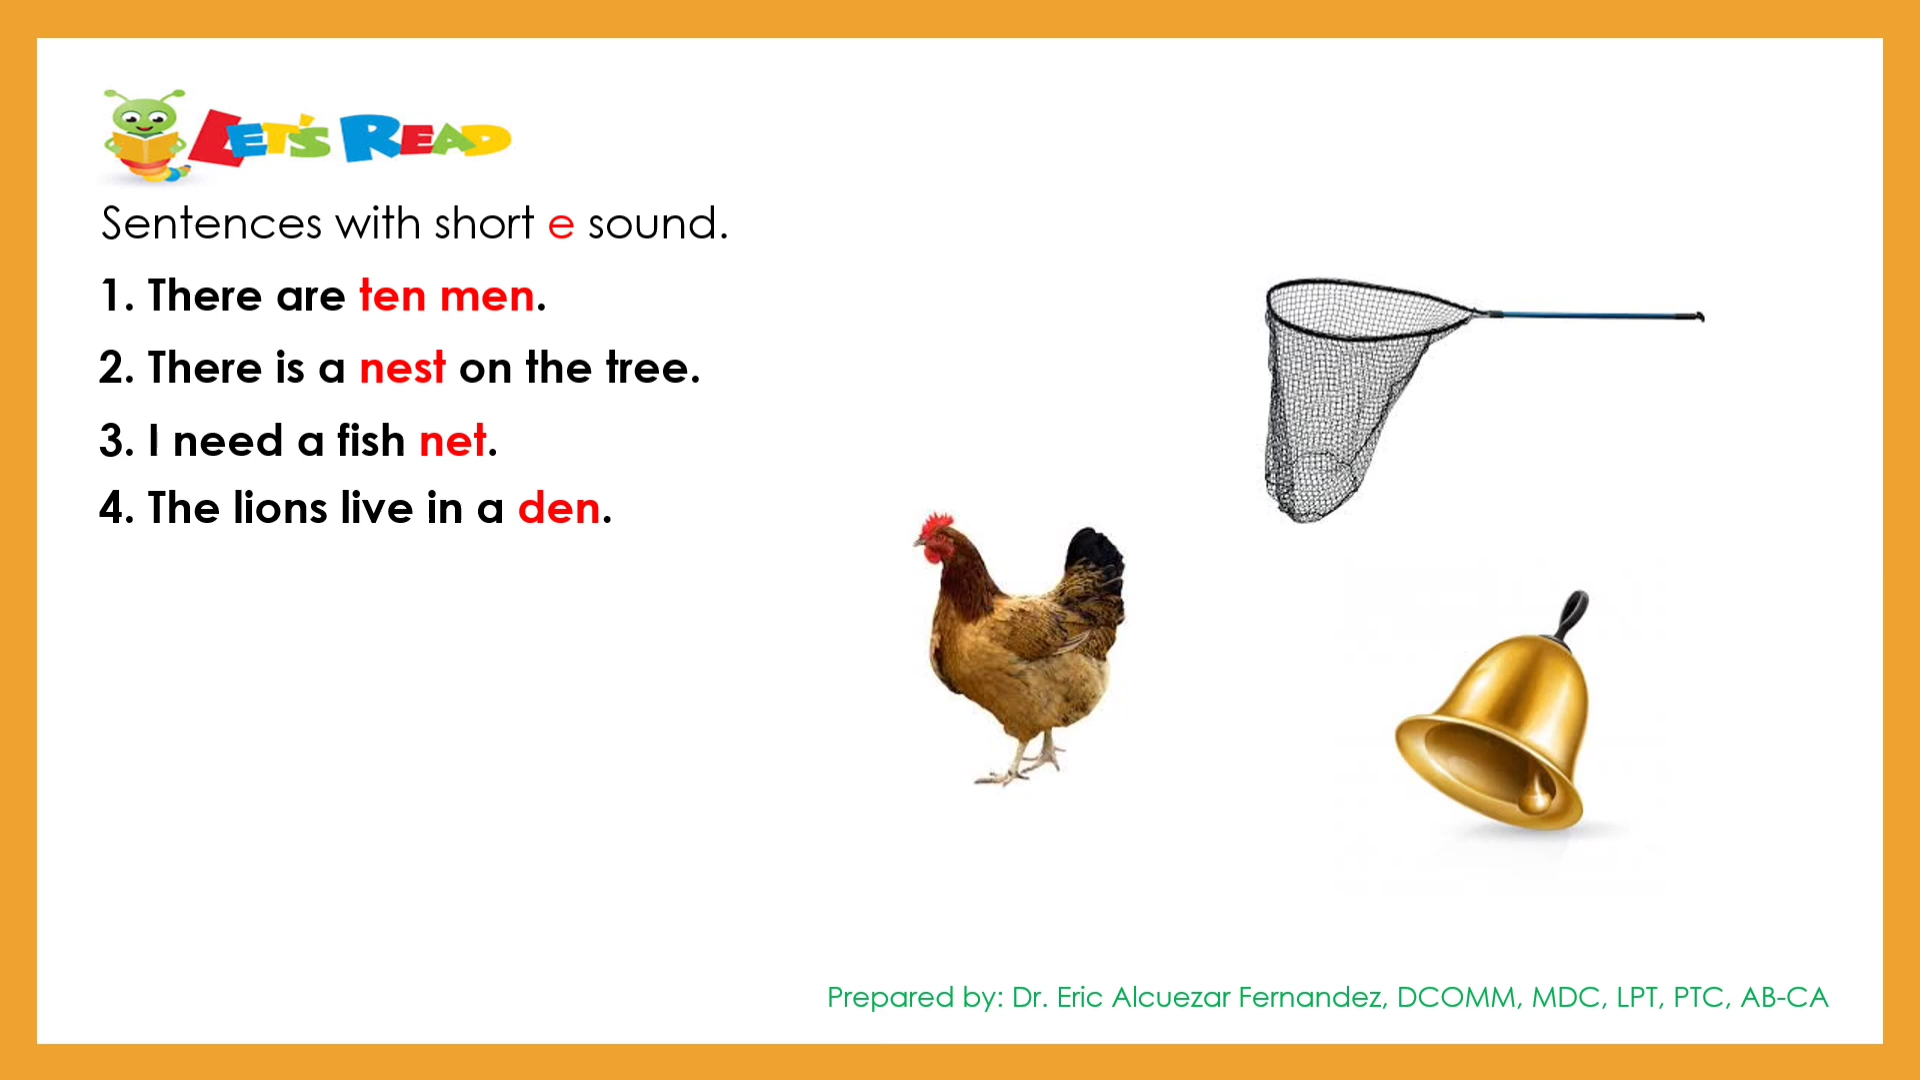 LET'S READ
Sentences with short e sound.
1. There are ten men.
2. There is a nest on the tree.
3. I need a fish net.
4. The lions live in a den.
Prepared by: Dr. Eric Alcuezar Fernandez, DCOMM, MDC, LPT, PTC, AB-CA